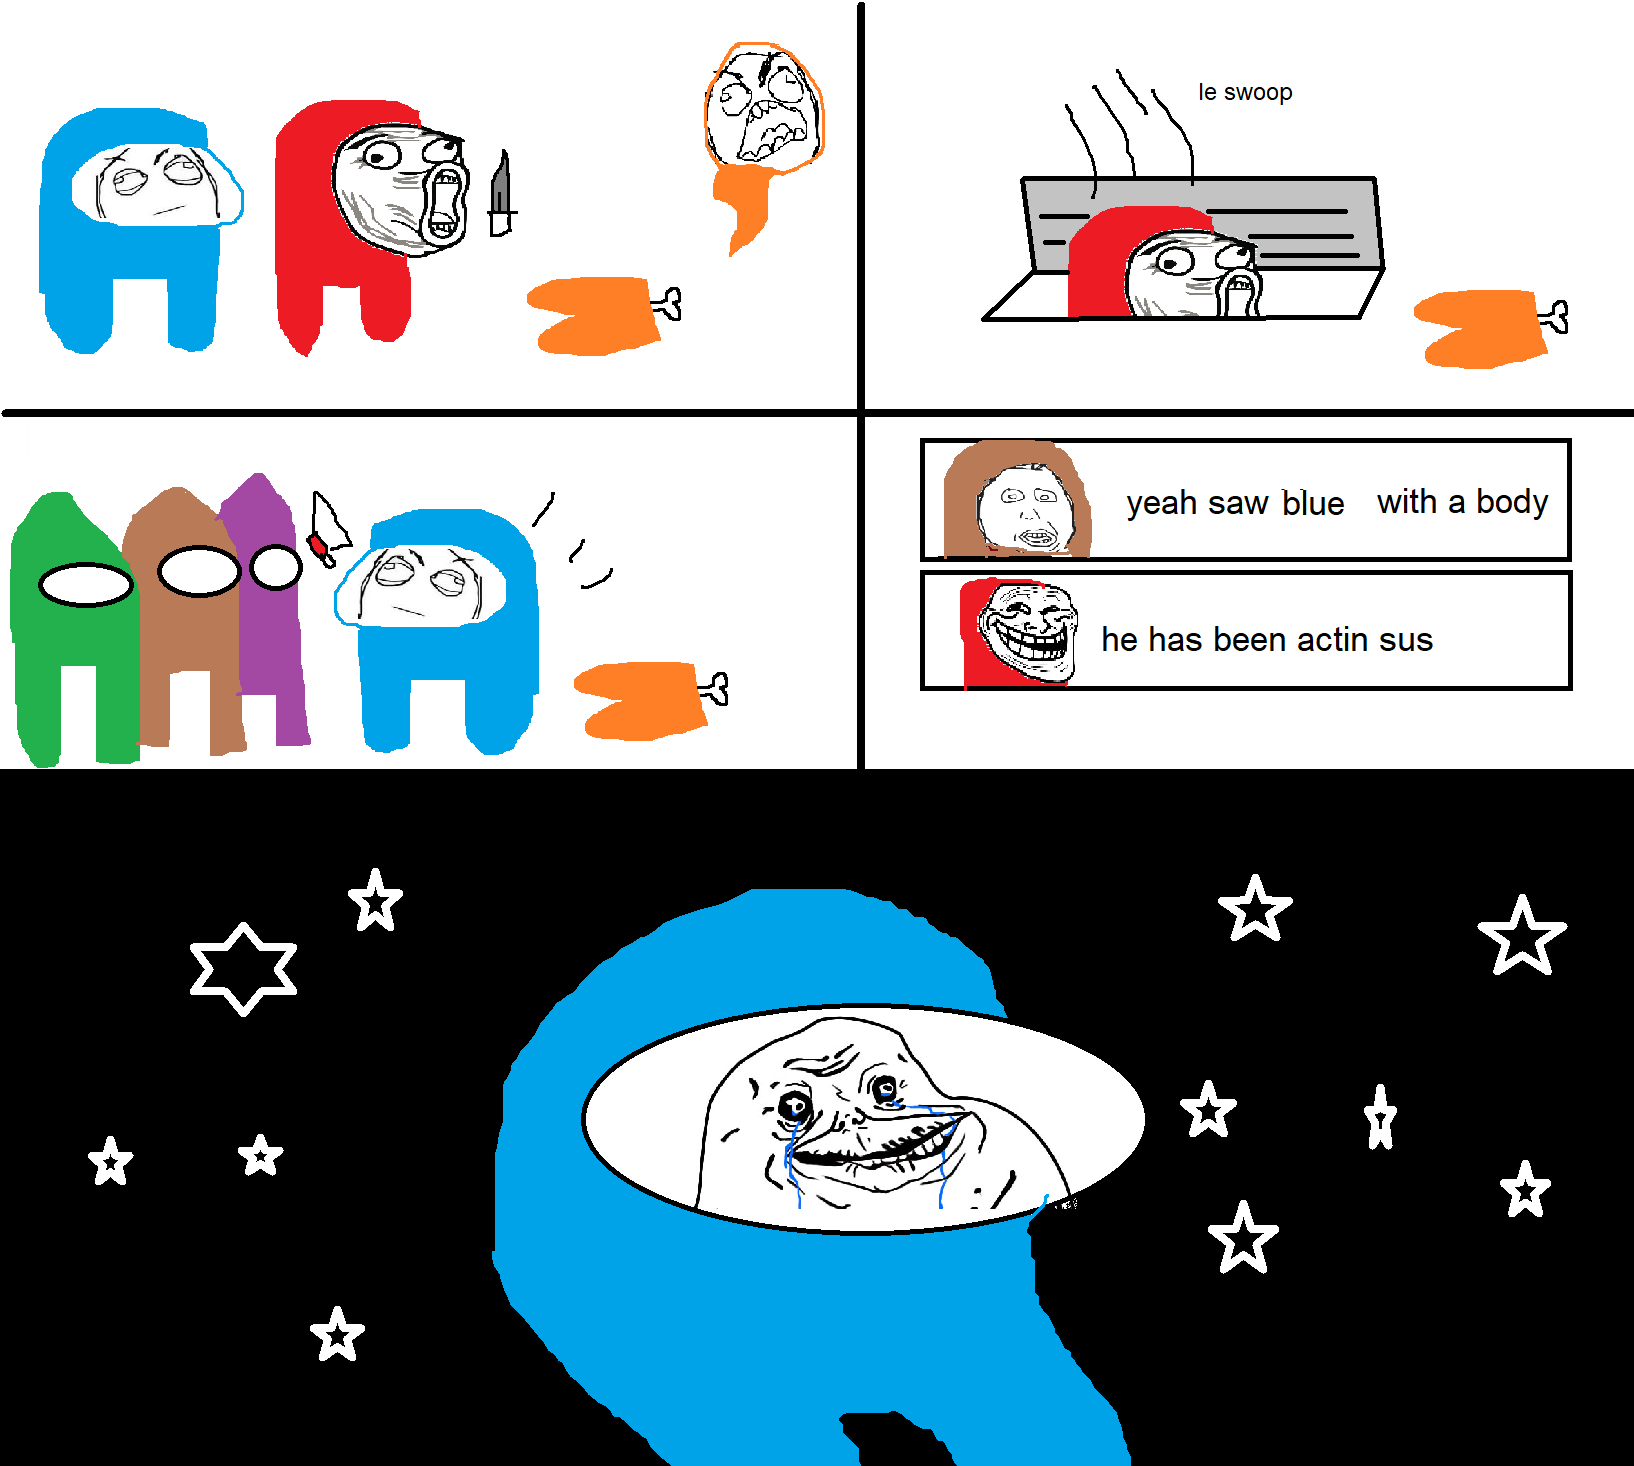 le swoop
yeah saw blue with a body
he has been actin sus